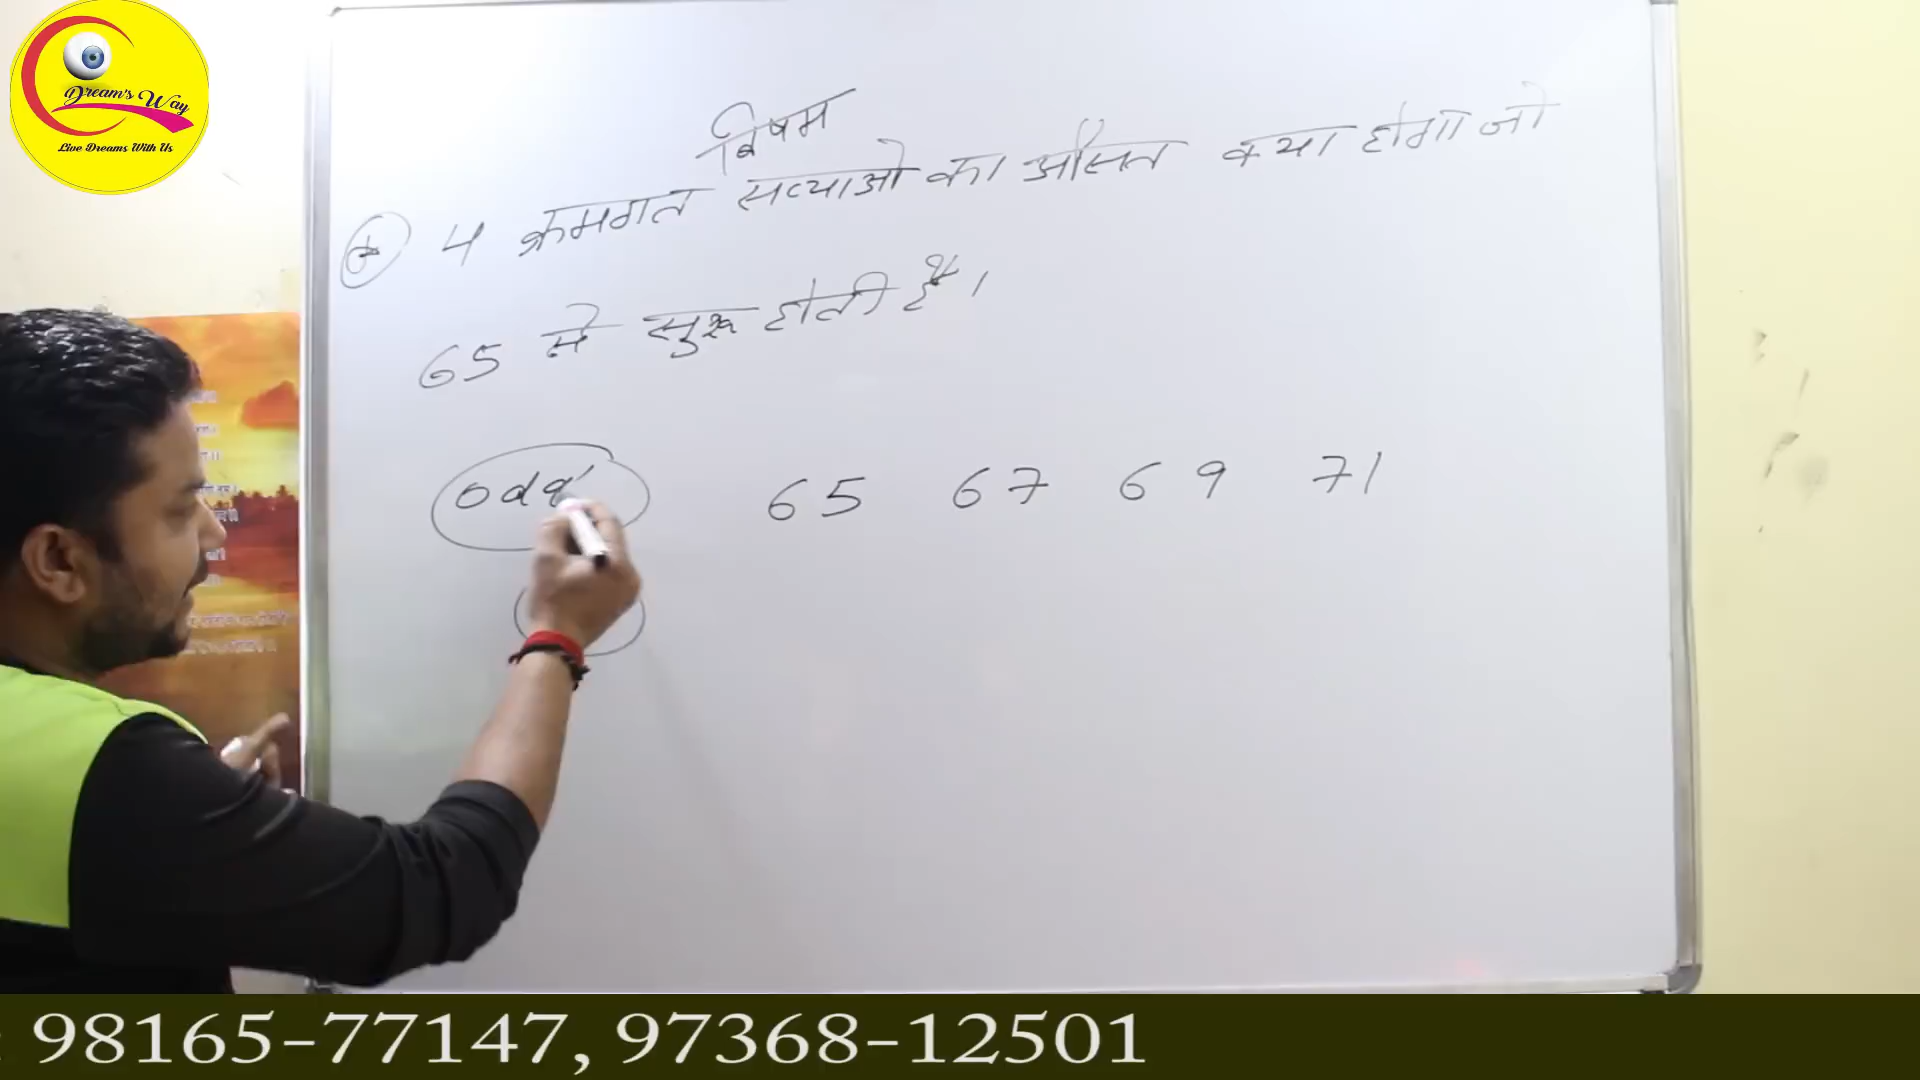 Dream's Way
Live Dreams With Us
विषम
4 क्रमगत सख्याओ का औसत क्या होगा जो
65 से सुरू होती है।
odd 65 67 69 71
98165-77147, 97368-12501